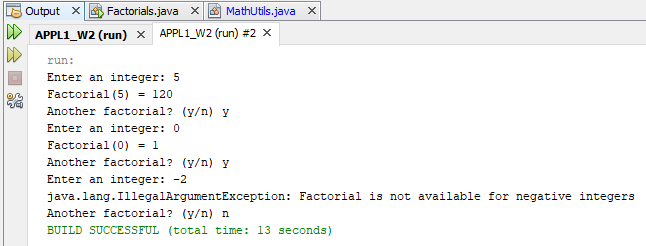 Output Factorials.java MathUtils.java
APPL1_W2 (run) APPL1_W2 (run) #2
run:
Enter an integer: 5
Factorial(5) = 120
Another factorial? (y/n) y
Enter an integer: 0
Factorial(0) = 1
Another factorial? (y/n) y
Enter an integer: -2
java.lang.IllegalArgumentException: Factorial is not available for negative integers
Another factorial? (y/n) n
BUILD SUCCESSFUL (total time: 13 seconds)